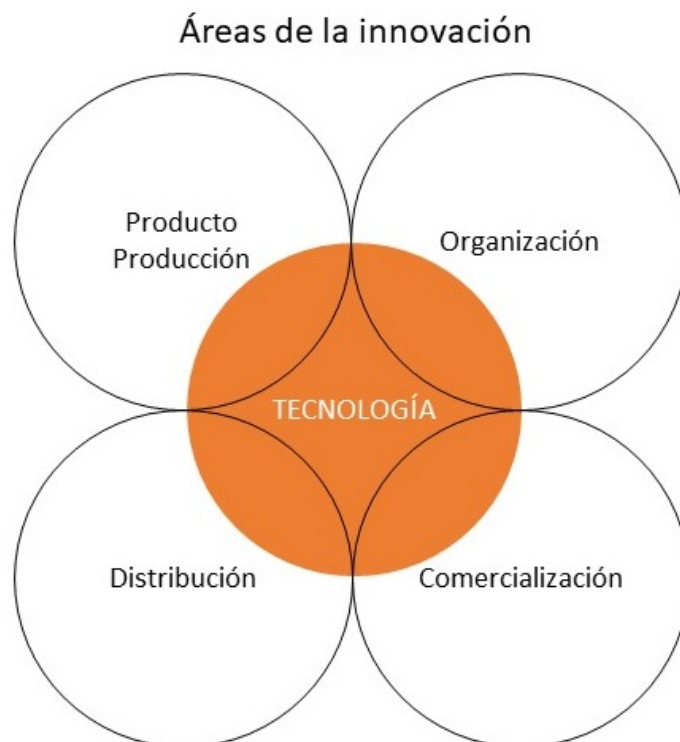 Áreas de la innovación
Producto
Producción
Organización
TECNOLOGÍA
Distribución
Comercialización